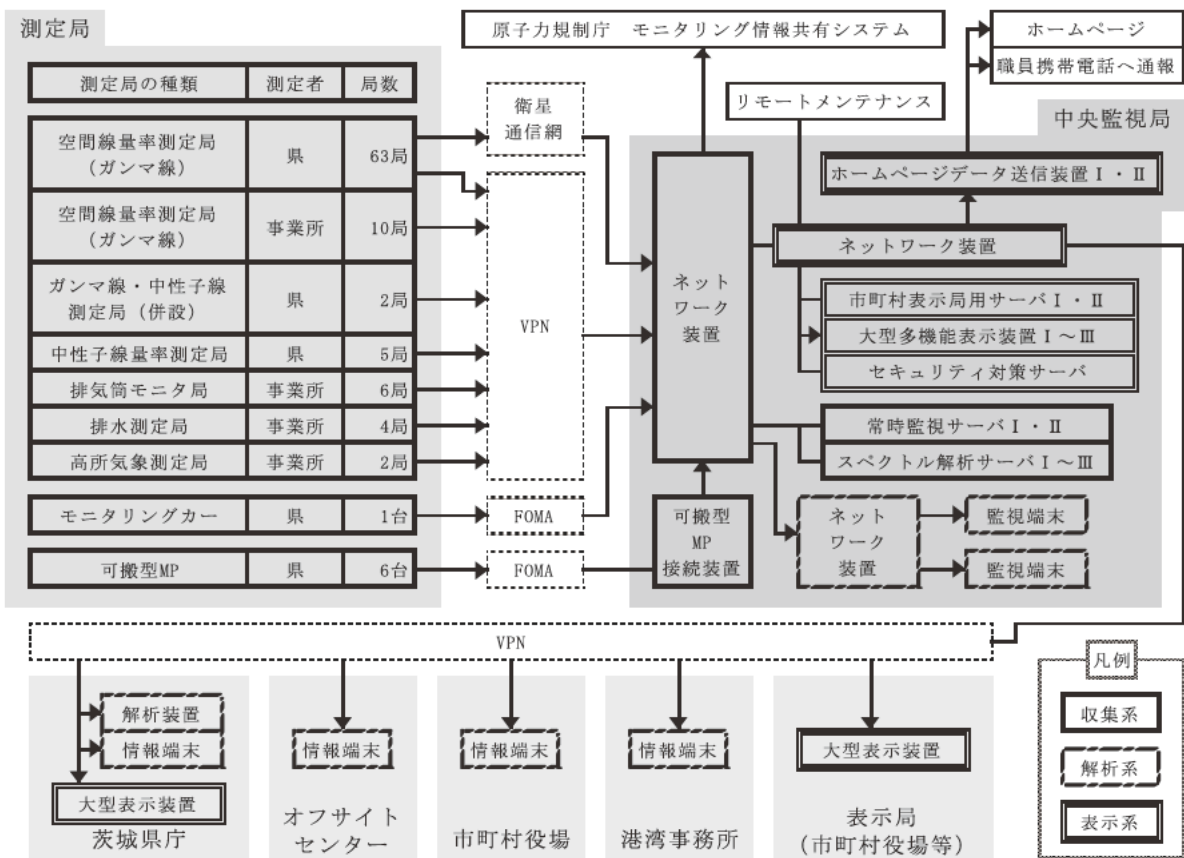 測定局
測定局の種類 測定者 局数
空間線量率測定局
(ガンマ線)
県 63局
空間線量率測定局
(ガンマ線)
事業所 10局
ガンマ線・中性子線
測定局（併設）
県 2局
中性子線量率測定局 県 5局
排気筒モニタ局 事業所 6局
排水測定局 事業所 4局
高所気象測定局 事業所 2局
モニタリングカー 県 1台
可搬型MP 県 6台
衛星
通信網
VPN
FOMA
FOMA
原子力規制庁 モニタリング情報共有システム
リモートメンテナンス
ホームページ
職員携帯電話へ通報
中央監視局
ホームページデータ送信装置Ⅰ・Ⅱ
ネットワーク装置
ネット
ワーク
装置
市町村表示局用サーバⅠ・Ⅱ
大型多機能表示装置Ⅰ～Ⅲ
セキュリティ対策サーバ
常時監視サーバⅠ・Ⅱ
スペクトル解析サーバⅠ～Ⅲ
可搬型
MP
接続装置
ネット
ワーク
装置
監視端末
監視端末
VPN
解析装置
情報端末
大型表示装置
茨城県庁
情報端末
オフサイト
センター
情報端末
市町村役場
情報端末
港湾事務所
大型表示装置
表示局
(市町村役場等)
凡例
収集系
解析系
表示系